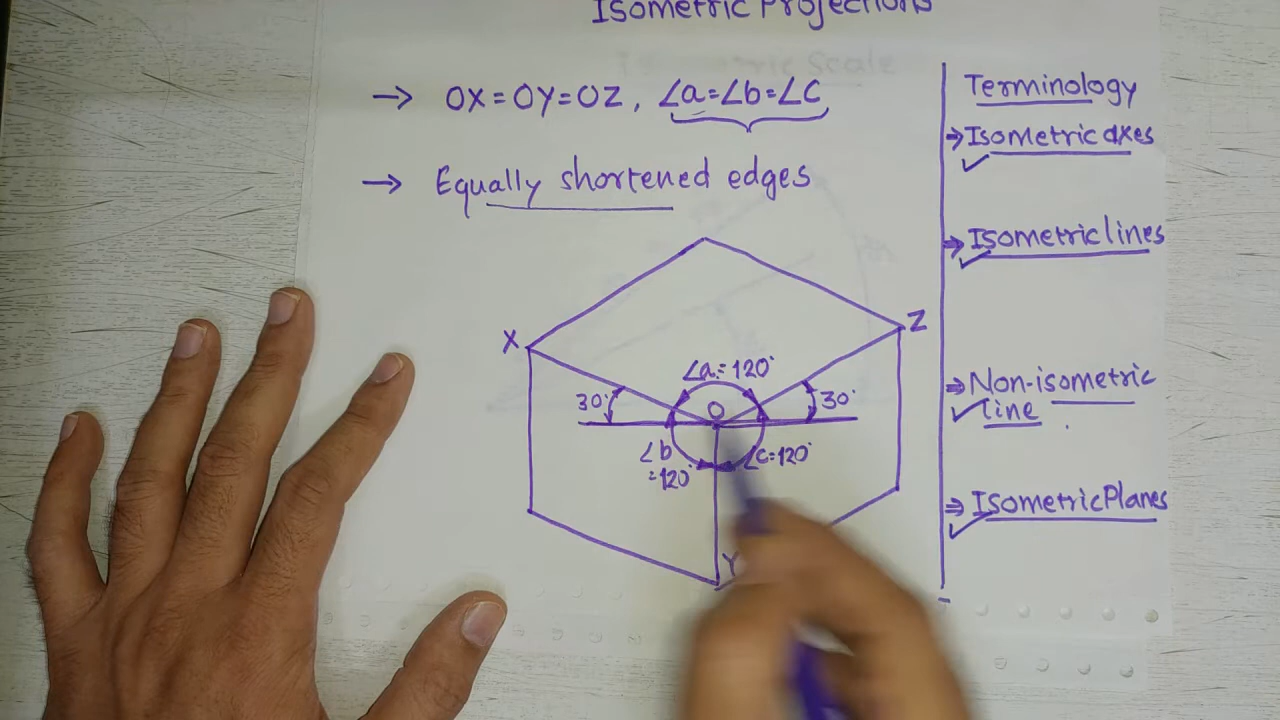 Isometric Projections
→ OX=OY=OZ, ∠a=∠b=∠c
→ Equally shortened edges
X
Z
∠a=120°
30°
O
30°
∠b
=120°
∠c=120°
Y
Terminology
⇒ Isometric axes
⇒ Isometric lines
⇒ Non-isometric
line
⇒ Isometric Planes